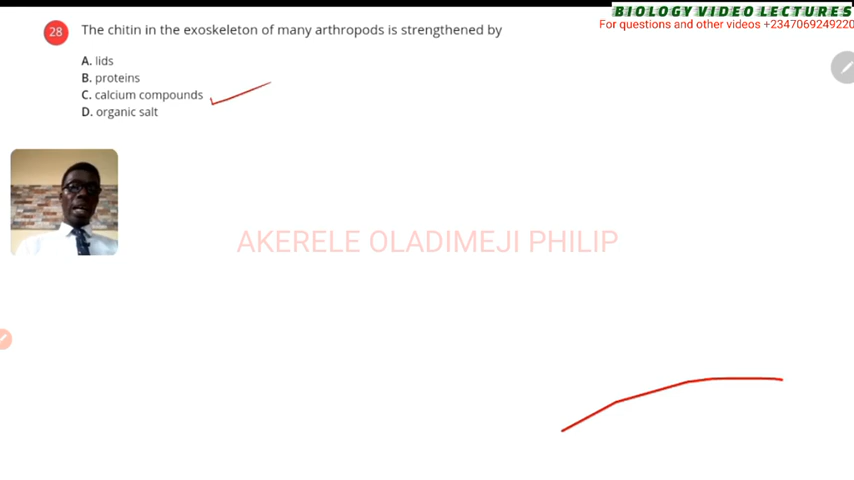 BIOLOGY VIDEO LECTURES
For questions and other videos +2347069249220
28 The chitin in the exoskeleton of many arthropods is strengthened by
A. lids
B. proteins
C. calcium compounds
D. organic salt
AKERELE OLADIMEJI PHILIP